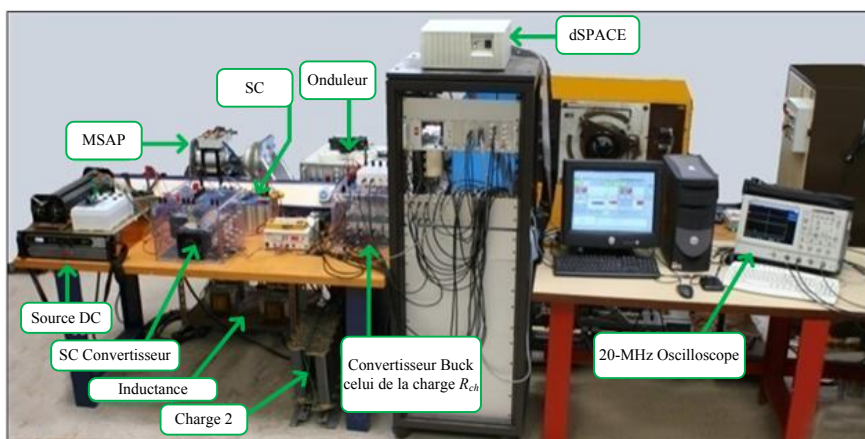 dSPACE
SC
Onduleur
MSAP
Source DC
SC Convertisseur
Inductance
Charge 2
Convertisseur Buck
celui de la charge Rch
20-MHz Oscilloscope